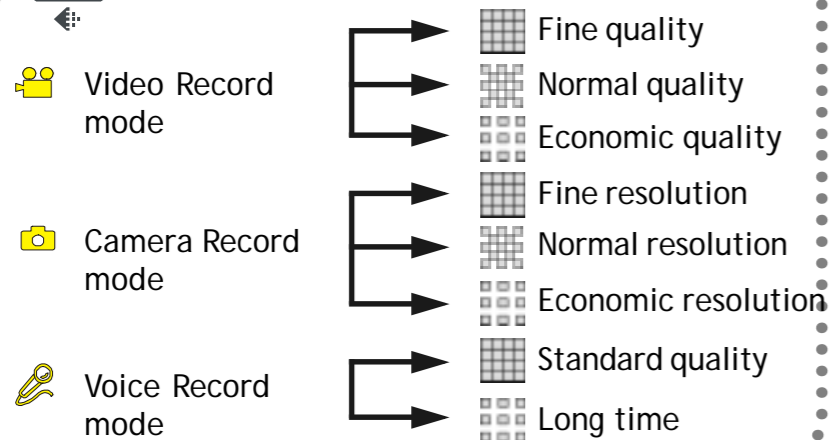 Fine quality
Video Record
mode
Normal quality
Economic quality
Fine resolution
Camera Record
mode
Normal resolution
Economic resolution
Standard quality
Voice Record
mode
Long time